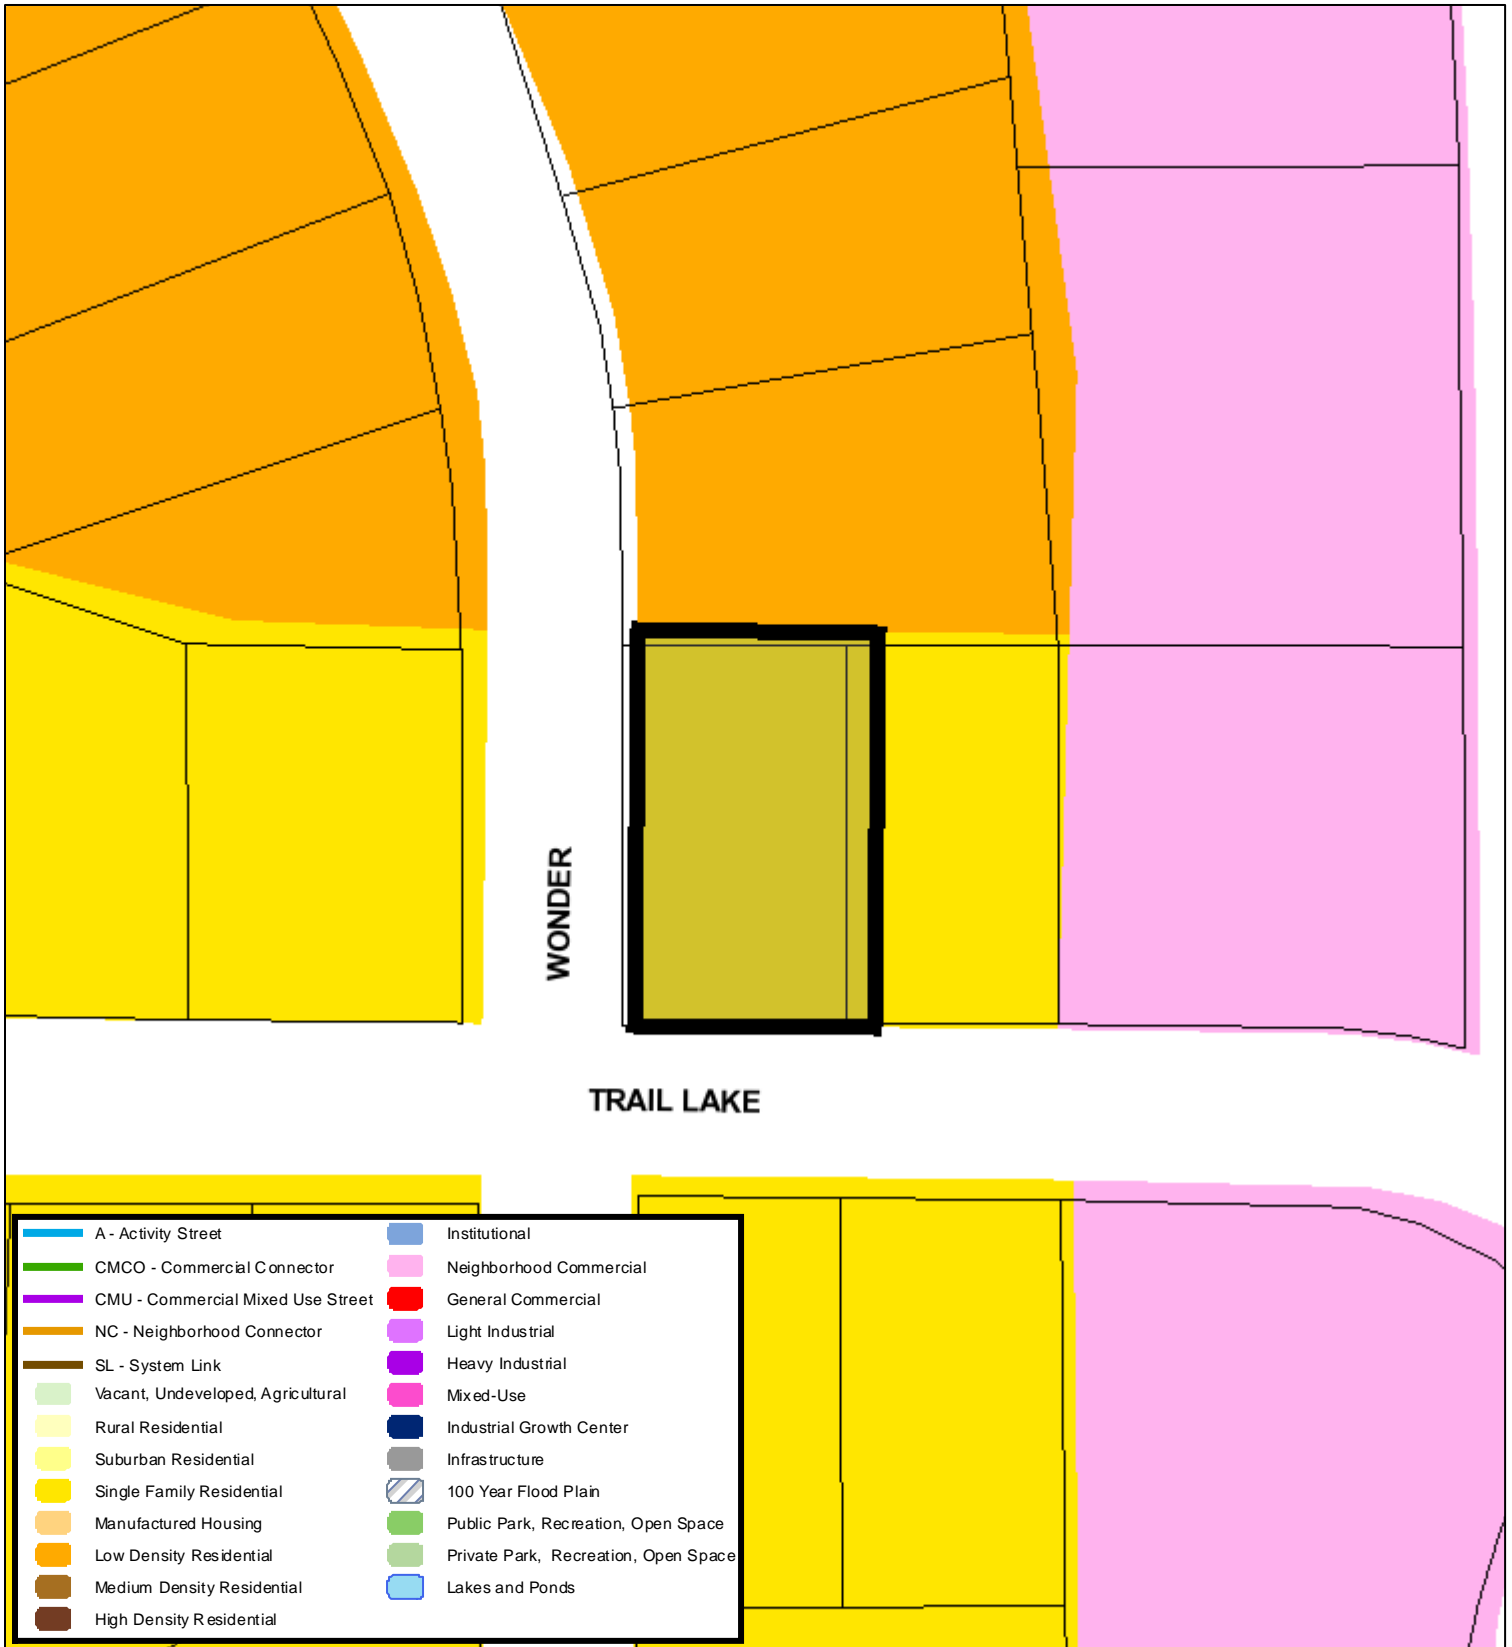 WONDER
TRAIL LAKE
A - Activity Street
CMCO - Commercial Connector
CMU - Commercial Mixed Use Street
NC - Neighborhood Connector
SL - System Link
Vacant, Undeveloped, Agricultural
Rural Residential
Suburban Residential
Single Family Residential
Manufactured Housing
Low Density Residential
Medium Density Residential
High Density Residential
Institutional
Neighborhood Commercial
General Commercial
Light Industrial
Heavy Industrial
Mixed-Use
Industrial Growth Center
Infrastructure
100 Year Flood Plain
Public Park, Recreation, Open Space
Private Park, Recreation, Open Space
Lakes and Ponds